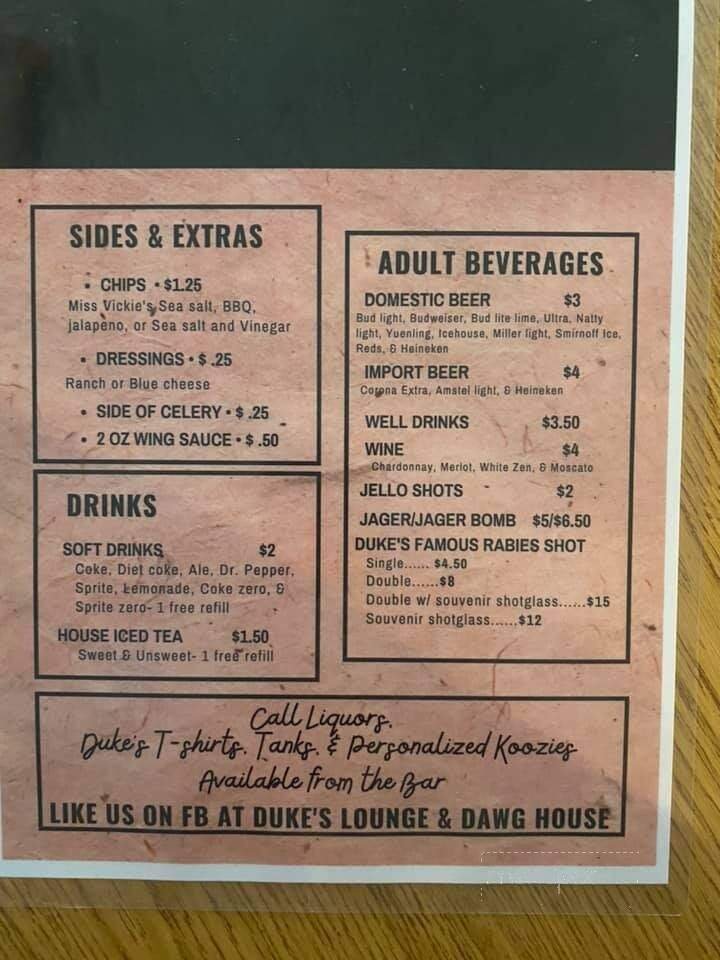 SIDES & EXTRAS
• CHIPS • $1.25
Miss Vickie's Sea salt, BBQ,
jalapeno, or Sea salt and Vinegar
• DRESSINGS • $ .25
Ranch or Blue cheese
• SIDE OF CELERY • $ .25
• 2 OZ WING SAUCE • $ .50
DRINKS
SOFT DRINKS $2
Coke, Diet coke, Ale, Dr. Pepper,
Sprite, Lemonade, Coke zero, &
Sprite zero- 1 free refill
HOUSE ICED TEA $1.50
Sweet & Unsweet- 1 free refill
ADULT BEVERAGES
DOMESTIC BEER $3
Bud light, Budweiser, Bud lite lime, Ultra, Natty
light, Yuenling, Icehouse, Miller light, Smirnoff Ice,
Reds, & Heineken
IMPORT BEER $4
Corona Extra, Amstel light, & Heineken
WELL DRINKS $3.50
WINE $4
Chardonnay, Merlot, White Zen, & Moscato
JELLO SHOTS $2
JAGER/JAGER BOMB $5/$6.50
DUKE'S FAMOUS RABIES SHOT
Single...... $4.50
Double......$8
Double w/ souvenir shotglass......$15
Souvenir shotglass......$12
Call Liquors,
Duke's T-shirts, Tanks, & Personalized Koozies
Available from the Bar
LIKE US ON FB AT DUKE'S LOUNGE & DAWG HOUSE